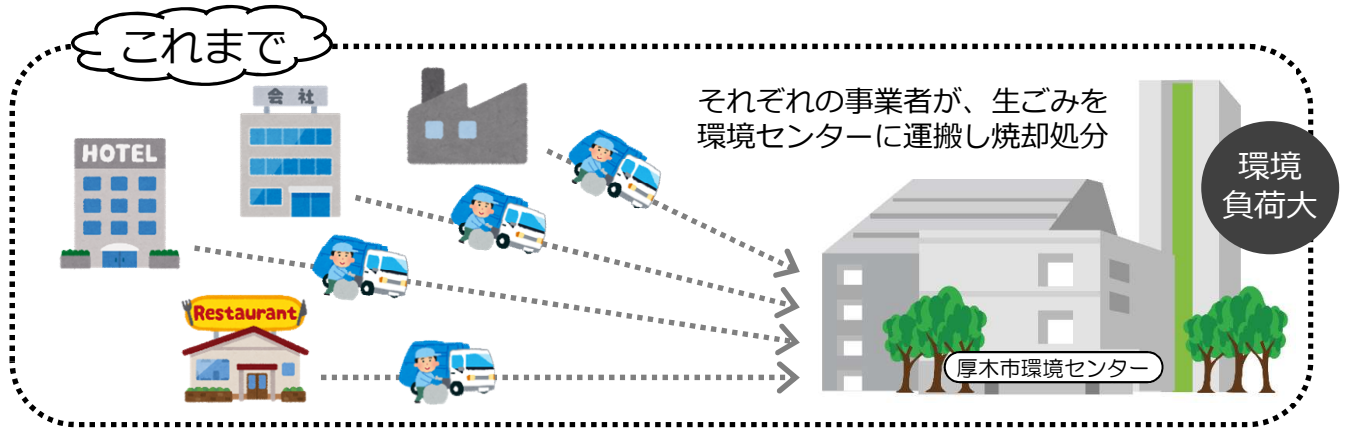 これまで
会 社
HOTEL
Restaurant
それぞれの事業者が、生ごみを
環境センターに運搬し焼却処分
環境
負荷大
厚木市環境センター